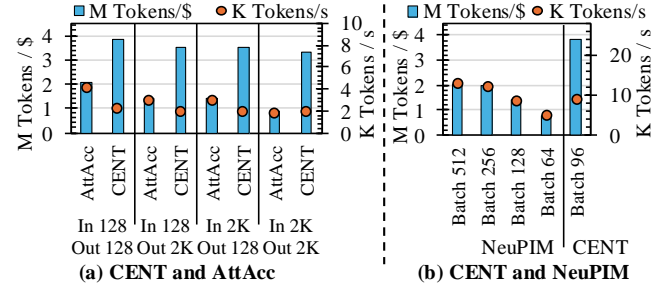 M Tokens/$ K Tokens/s
M Tokens / $
4
3
2
1
0
10
8
6
4
2
0
K Tokens / s
AttAcc CENT AttAcc CENT AttAcc CENT AttAcc CENT
In 128 In 128 In 2K In 2K
Out 128 Out 2K Out 128 Out 2K
(a) CENT and AttAcc
M Tokens/$ K Tokens/s
M Tokens / $
4
3
2
1
0
20
10
0
K Tokens / s
Batch 512 Batch 256 Batch 128 Batch 64 Batch 96
NeuPIM CENT
(b) CENT and NeuPIM